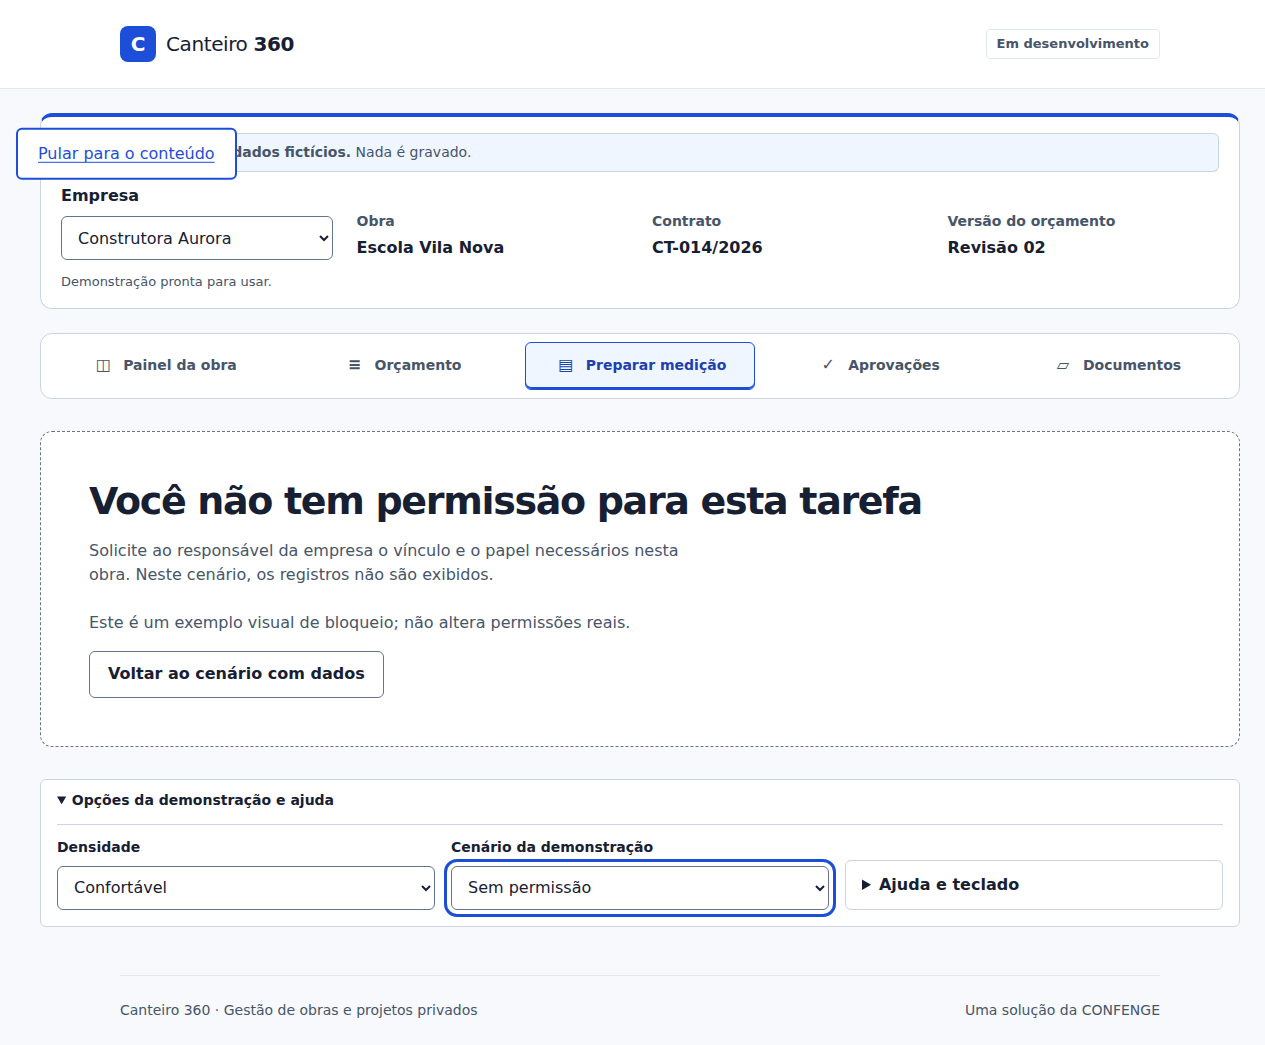 C Canteiro 360
Em desenvolvimento
Pular para o conteúdo
dados fictícios. Nada é gravado.
Empresa
Construtora Aurora
Obra
Escola Vila Nova
Contrato
CT-014/2026
Versão do orçamento
Revisão 02
Demonstração pronta para usar.
Painel da obra
Orçamento
Preparar medição
Aprovações
Documentos
Você não tem permissão para esta tarefa
Solicite ao responsável da empresa o vínculo e o papel necessários nesta
obra. Neste cenário, os registros não são exibidos.
Este é um exemplo visual de bloqueio; não altera permissões reais.
Voltar ao cenário com dados
Opções da demonstração e ajuda
Densidade
Confortável
Cenário da demonstração
Sem permissão
Ajuda e teclado
Canteiro 360 · Gestão de obras e projetos privados
Uma solução da CONFENGE